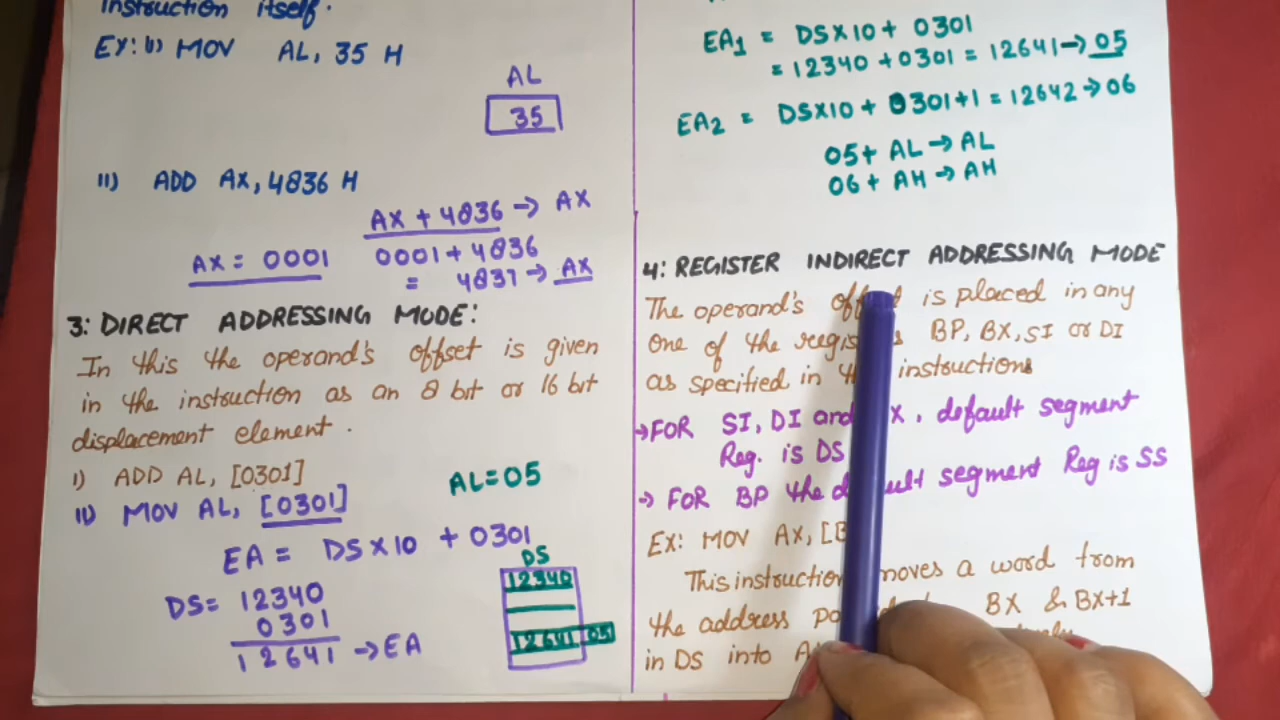 instruction itself.
Ex: i) MOV AL, 35 H
AL
35
ii) ADD AX, 4836 H
AX + 4836 → AX
AX = 0001
0001 + 4836
= 4837 → AX
3: DIRECT ADDRESSING MODE:
In this the operand's offset is given
in the instruction as an 8 bit or 16 bit
displacement element.
i) ADD AL, [0301]
AL=05
ii) MOV AL, [0301]
EA = DS×10 + 0301
DS
12340
12641 05
DS= 12340
0301
12641 → EA
EA1 = DS×10 + 0301
= 12340 + 0301 = 12641 → 05
EA2 = DS×10 + 0301+1 = 12642 → 06
05 + AL → AL
06 + AH → AH
4: REGISTER INDIRECT ADDRESSING MODE
The operand's is placed in any
one of the BP, BX, SI or DI
as specified in instructions
→FOR SI, DI and X, default segment
Reg. is DS
→ FOR BP the segment Reg is SS
Ex: MOV AX, [B
This instruction moves a word from
the address BX & BX+1
in DS into